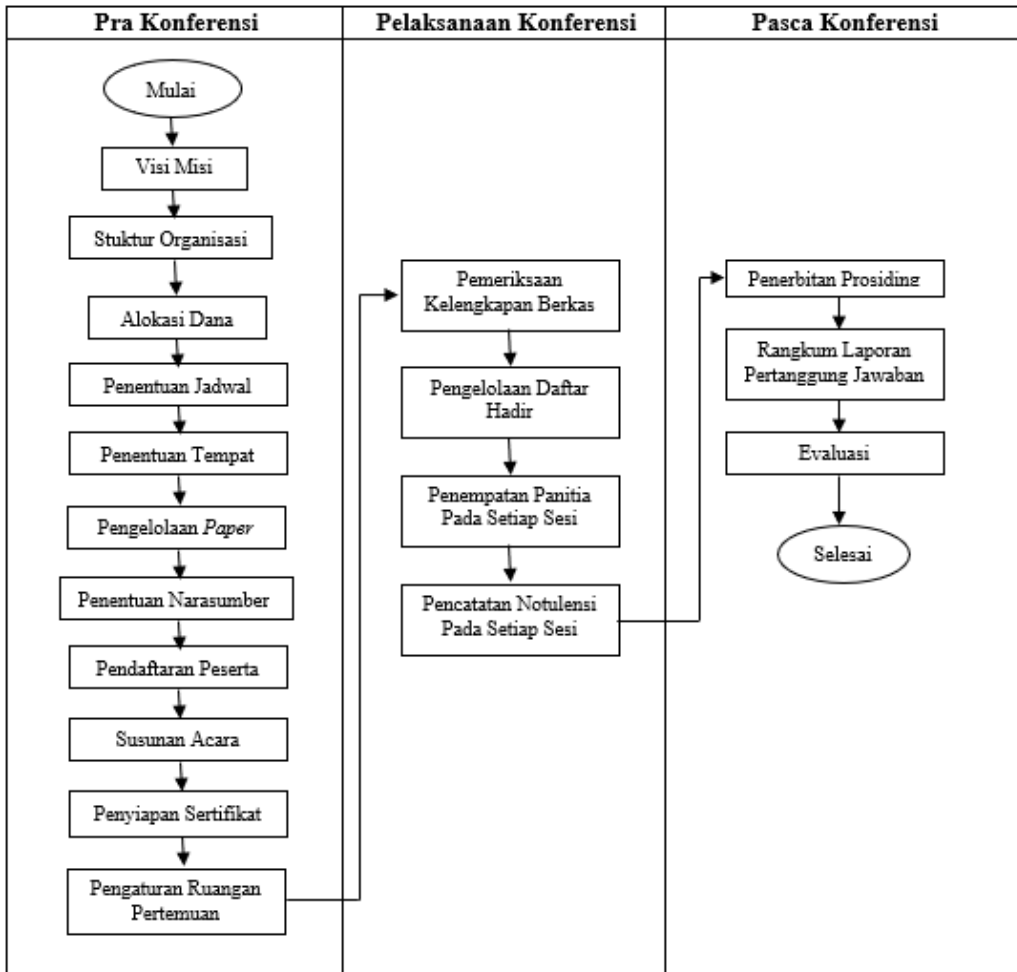 Pra Konferensi
Pelaksanaan Konferensi
Pasca Konferensi
Mulai
Visi Misi
Stuktur Organisasi
Alokasi Dana
Penentuan Jadwal
Penentuan Tempat
Pengelolaan Paper
Penentuan Narasumber
Pendaftaran Peserta
Susunan Acara
Penyiapan Sertifikat
Pengaturan Ruangan
Pertemuan
Pemeriksaan
Kelengkapan Berkas
Pengelolaan Daftar
Hadir
Penempatan Panitia
Pada Setiap Sesi
Pencatatan Notulensi
Pada Setiap Sesi
Penerbitan Prosiding
Rangkum Laporan
Pertanggung Jawaban
Evaluasi
Selesai